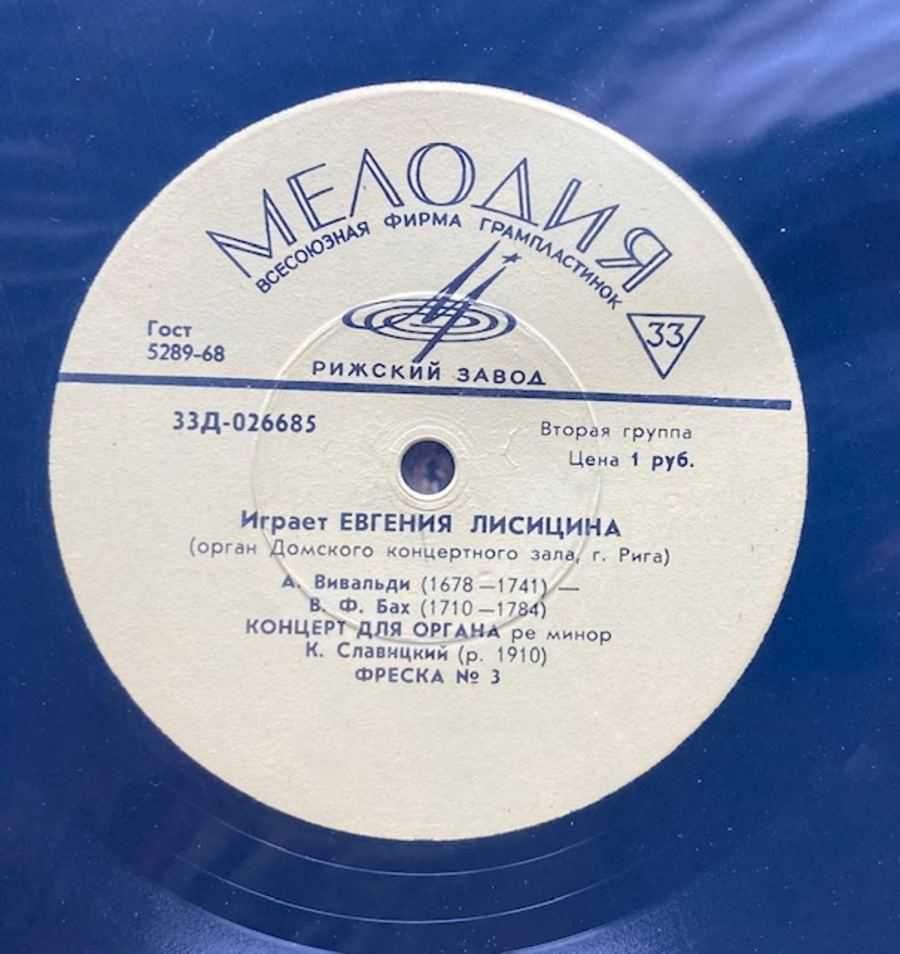 МЕЛОДИЯ
ВСЕСОЮЗНАЯ ФИРМА ГРАМПЛАСТИНОК
Гост
5289-68
33
РИЖСКИЙ ЗАВОД
33Д-026685
Вторая группа
Цена 1 руб.
Играет ЕВГЕНИЯ ЛИСИЦИНА
(орган Домского концертного зала, г. Рига)
А. Вивальди (1678—1741) —
В. Ф. Бах (1710—1784)
КОНЦЕРТ ДЛЯ ОРГАНА ре минор
К. Славицкий (р. 1910)
ФРЕСКА № 3